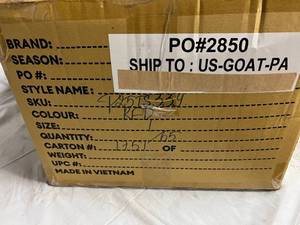 PO#2850
SHIP TO : US-GOAT-PA
BRAND:
SEASON:
PO #:
STYLE NAME:
SKU:
COLOUR: RED
SIZE:
QUANTITY:
CARTON #: OF
WEIGHT:
UPC #:
MADE IN VIETNAM